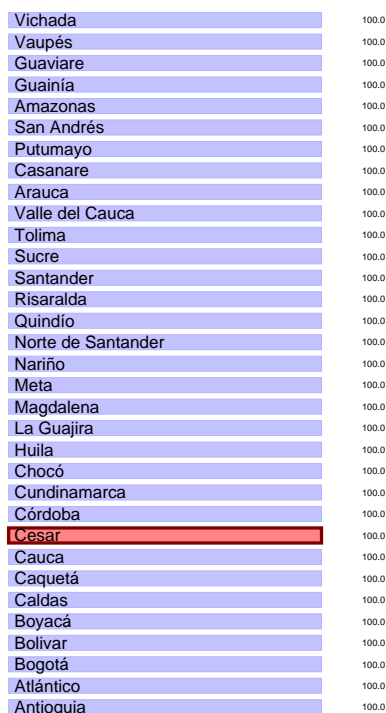 Vichada 100.0
Vaupés 100.0
Guaviare 100.0
Guainía 100.0
Amazonas 100.0
San Andrés 100.0
Putumayo 100.0
Casanare 100.0
Arauca 100.0
Valle del Cauca 100.0
Tolima 100.0
Sucre 100.0
Santander 100.0
Risaralda 100.0
Quindío 100.0
Norte de Santander 100.0
Nariño 100.0
Meta 100.0
Magdalena 100.0
La Guajira 100.0
Huila 100.0
Chocó 100.0
Cundinamarca 100.0
Córdoba 100.0
Cesar 100.0
Cauca 100.0
Caquetá 100.0
Caldas 100.0
Boyacá 100.0
Bolivar 100.0
Bogotá 100.0
Atlántico 100.0
Antioquia 100.0